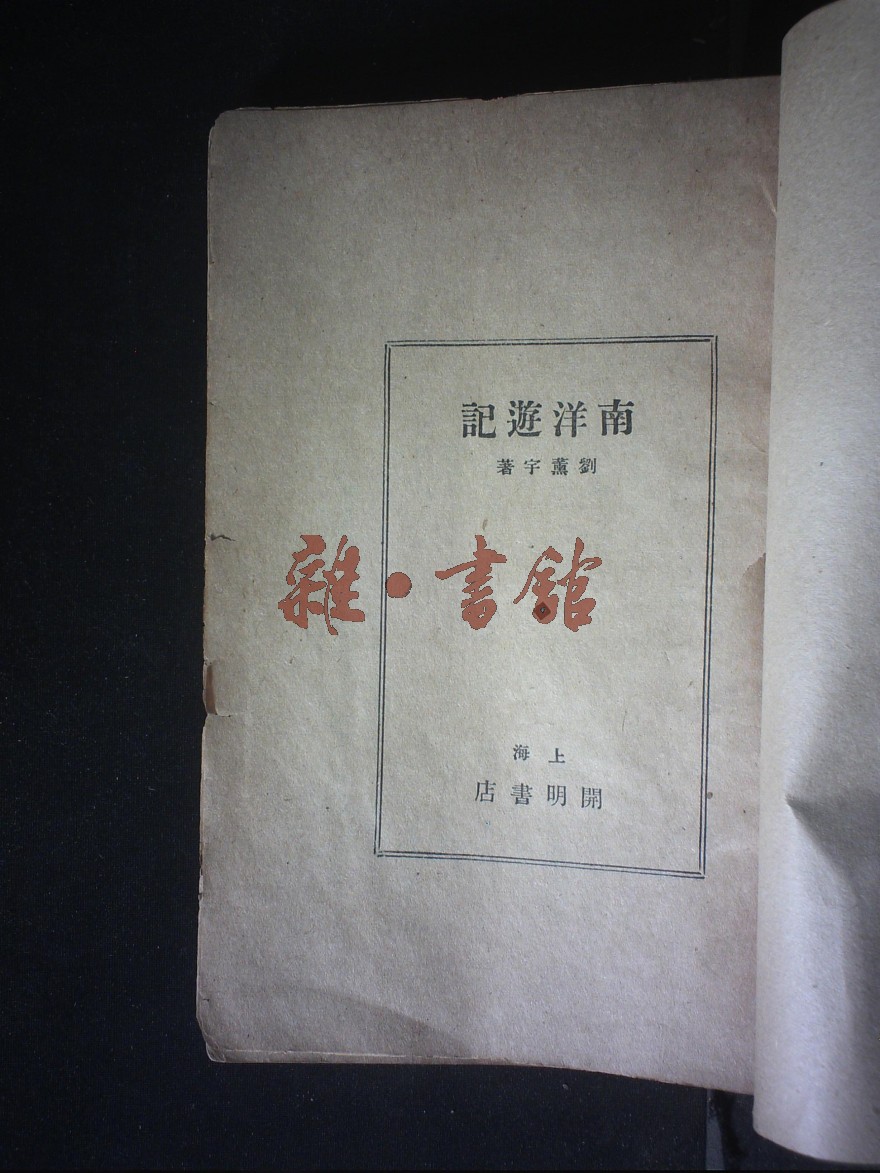 南洋遊記
劉薰宇著
雜·書館
上海
開明書店